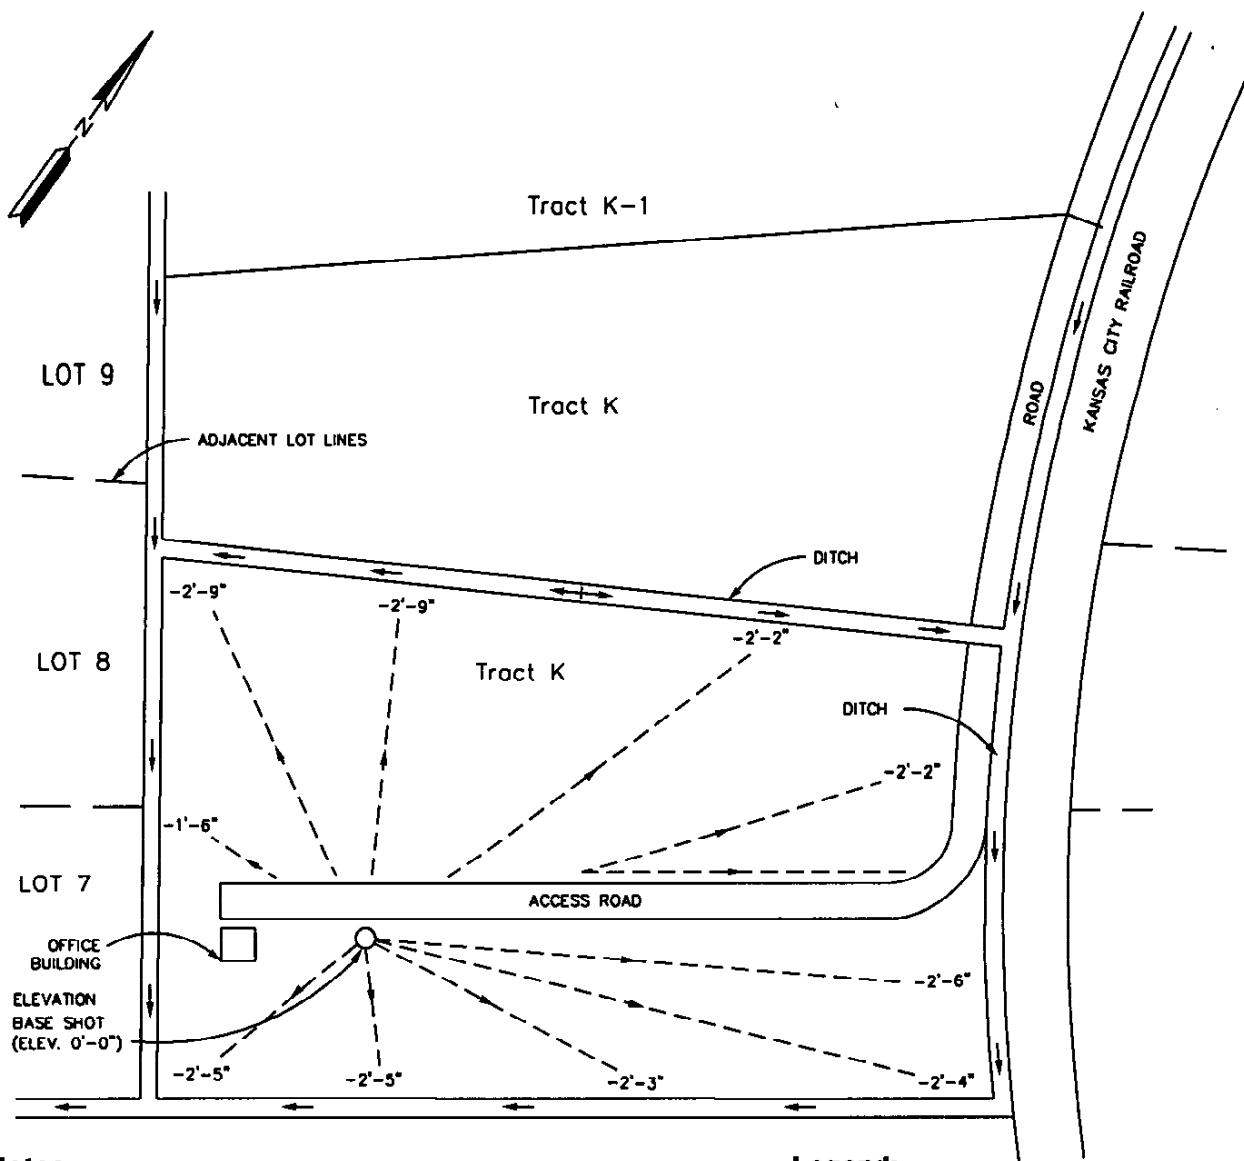 N
Tract K-1
KANSAS CITY RAILROAD
LOT 9
Tract K
ROAD
ADJACENT LOT LINES
DITCH
-2'-9"
-2'-9"
-2'-2"
LOT 8
Tract K
DITCH
-2'-2"
-1'-6"
LOT 7
ACCESS ROAD
OFFICE
BUILDING
-2'-6"
ELEVATION
BASE SHOT
(ELEV. 0'-0")
-2'-5"
-2'-5"
-2'-3"
-2'-4"